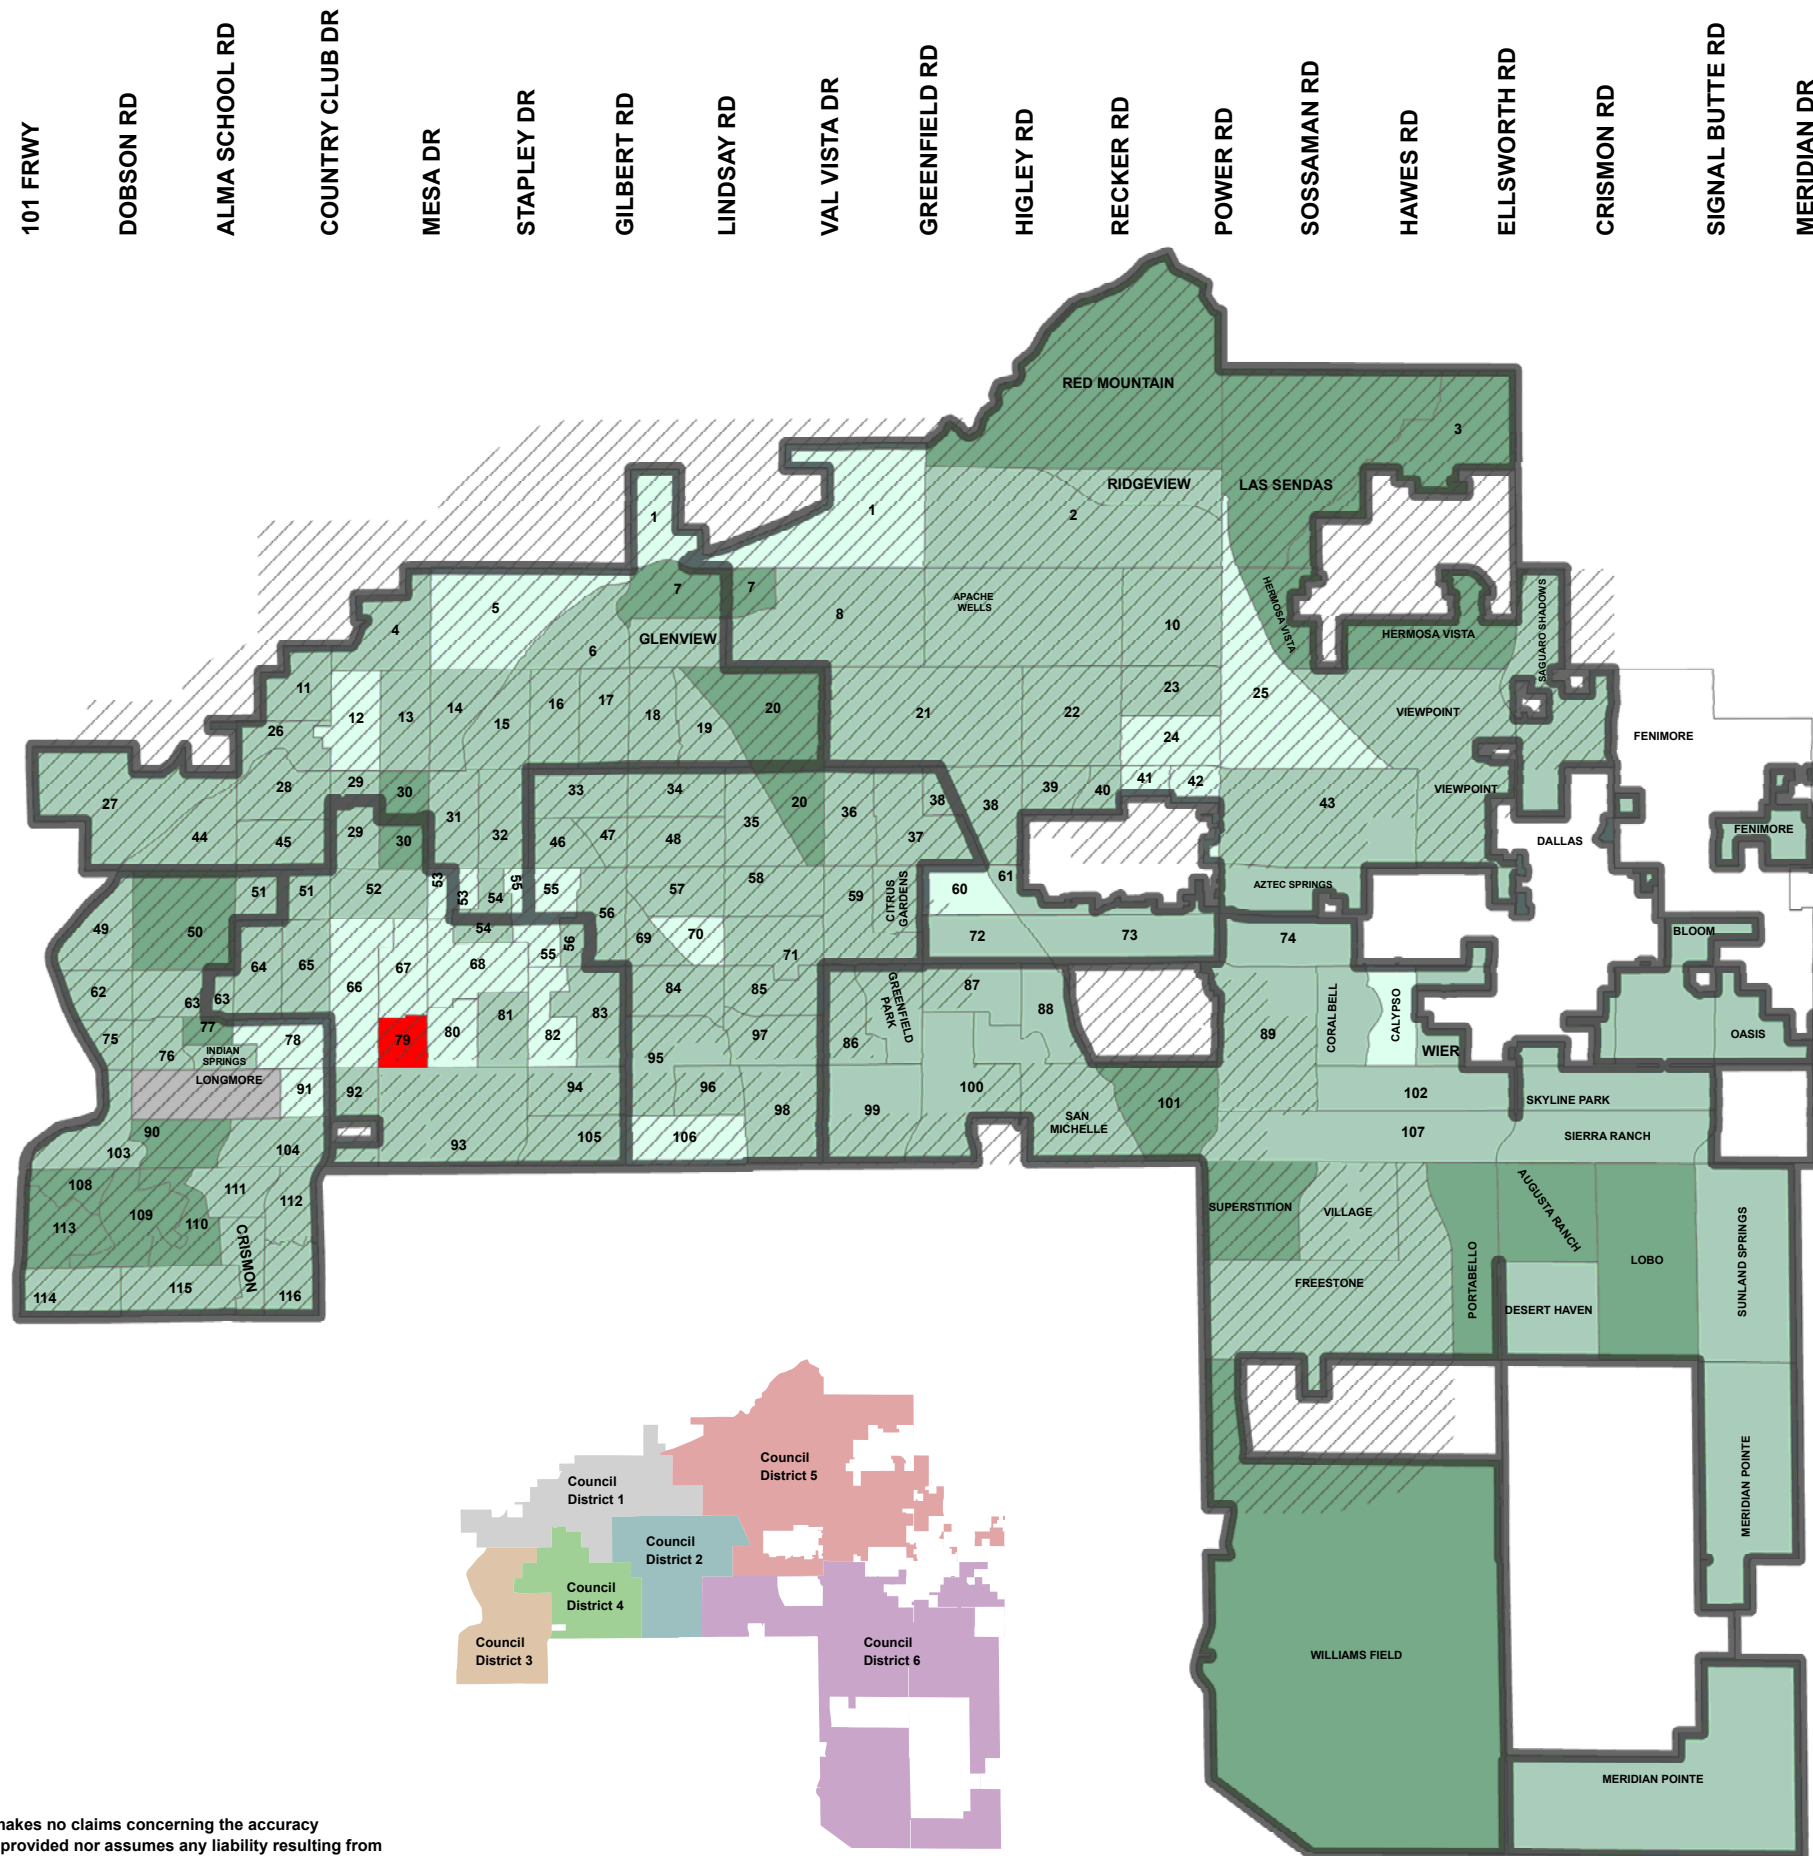 101 FRWY
DOBSON RD
ALMA SCHOOL RD
COUNTRY CLUB DR
MESA DR
STAPLEY DR
GILBERT RD
LINDSAY RD
VAL VISTA DR
GREENFIELD RD
HIGLEY RD
RECKER RD
POWER RD
SOSSAMAN RD
HAWES RD
ELLSWORTH RD
CRISMON RD
SIGNAL BUTTE RD
MERIDIAN DR
RED MOUNTAIN
3
RIDGEVIEW
LAS SENDAS
1
1
2
7
7
5
8
APACHE
WELLS
10
4
6
GLENVIEW
HERMOSA VISTA
HERMOSA VISTA
SAGUARO SHADOWS
11
12
13
14
15
16
17
18
19
20
21
22
23
25
VIEWPOINT
26
24
FENIMORE
27
28
29
30
31
33
34
20
36
38
38
39
40
41
42
43
VIEWPOINT
44
45
29
30
32
46
47
48
35
37
DALLAS
FENIMORE
51
51
52
53
53
54
55
55
57
58
59
CITRUS
GARDENS
60
61
AZTEC SPRINGS
49
50
64
65
54
55
56
56
69
70
71
72
73
74
BLOOM
62
63
63
66
67
68
84
85
GREENFIELD
PARK
87
88
89
CORAL BELL
CALYPSO
WIER
OASIS
75
76
77
INDIAN
SPRINGS
78
79
80
81
82
83
95
97
86
LONGMORE
91
92
94
96
98
99
100
SAN
MICHELLE
101
102
SKYLINE PARK
90
103
104
93
105
106
107
SIERRA RANCH
108
109
110
111
112
113
CRISMON
114
115
116
SUPERSTITION
VILLAGE
FREESTONE
PORTABELLO
AUGUSTA RANCH
DESERT HAVEN
LOBO
SUNLAND SPRINGS
MERIDIAN POINTE
WILLIAMS FIELD
MERIDIAN POINTE
Council
District 5
Council
District 1
Council
District 2
Council
District 4
Council
District 3
Council
District 6
makes no claims concerning the accuracy
provided nor assumes any liability resulting from